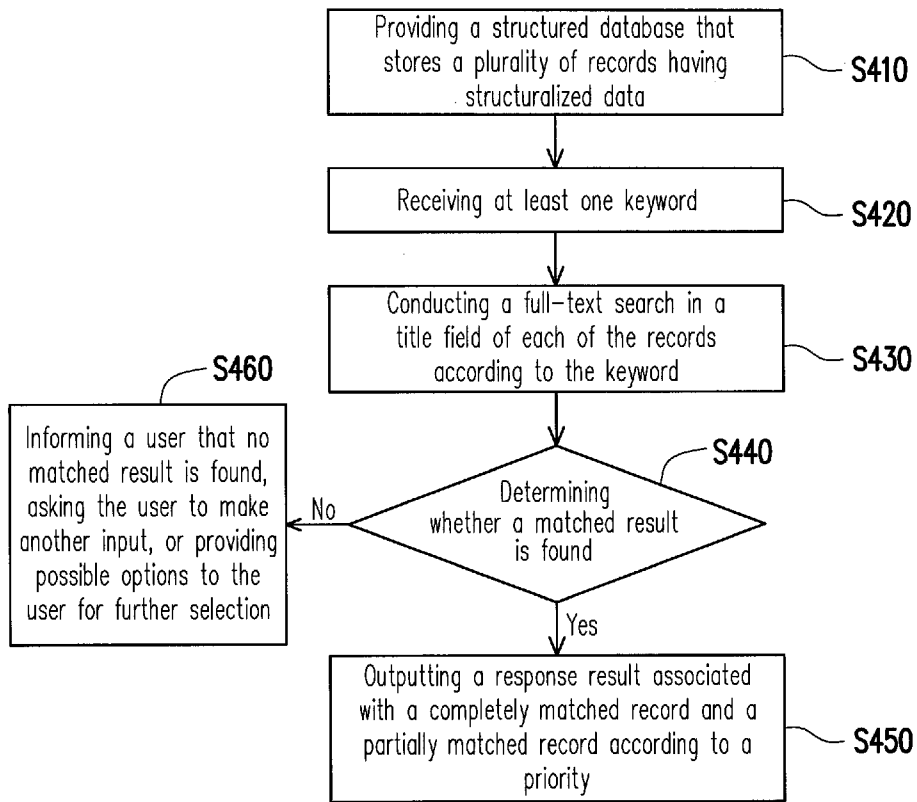 Providing a structured database that
stores a plurality of records having
structuralized data
S410
Receiving at least one keyword
S420
Conducting a full-text search in a
title field of each of the records
according to the keyword
S430
S460
Informing a user that no
matched result is found,
asking the user to make
another input, or providing
possible options to the
user for further selection
S440
Determining
whether a matched result
is found
No
Yes
Outputting a response result associated
with a completely matched record and a
partially matched record according to a
priority
S450